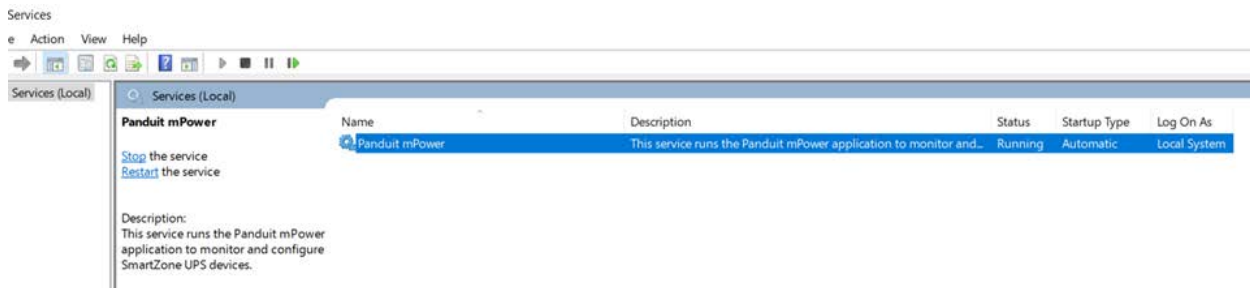 Services
e Action View Help
Services (Local)
Services (Local)
Panduit mPower
Stop the service
Restart the service
Description:
This service runs the Panduit mPower
application to monitor and configure
SmartZone UPS devices.
Name Description Status Startup Type Log On As
Panduit mPower This service runs the Panduit mPower application to monitor and... Running Automatic Local System